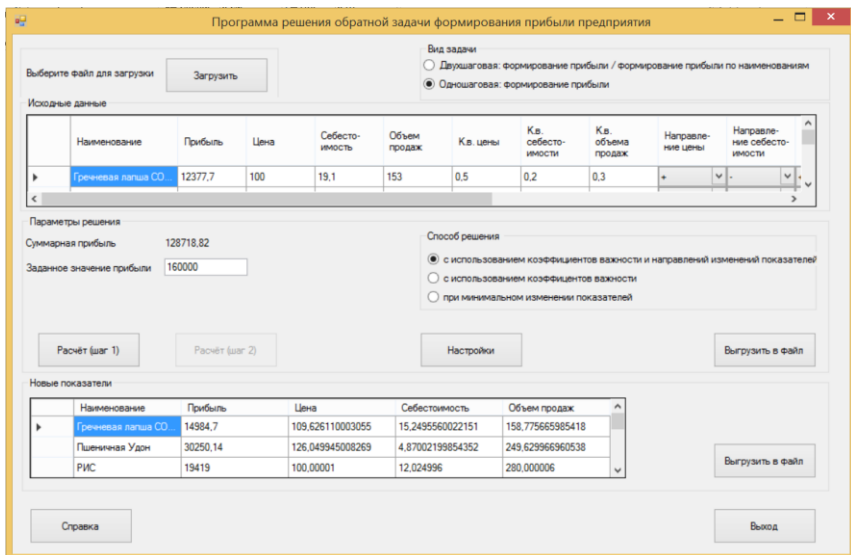 Программа решения обратной задачи формирования прибыли предприятия
Выберите файл для загрузки
Загрузить
Вид задачи
Двухшаговая: формирование прибыли / формирование прибыли по наименованиям
Одношаговая: формирование прибыли
Исходные данные
Наименование Прибыль Цена Себесто-имость Объем продаж К.в. цены К.в. себесто-имости К.в. объема продаж Направле-ние цены Направле-ние себесто-имости
Гречневая лапша СО... 12377,7 100 19,1 153 0,5 0,2 0,3 + -
Параметры решения
Суммарная прибыль 128718,82
Заданное значение прибыли 160000
Способ решения
с использованием коэффициентов важности и направлений изменений показателей
с использованием коэффицентов важности
при минимальном изменении показателей
Расчёт (шаг 1)
Расчёт (шаг 2)
Настройки
Выгрузить в файл
Новые показатели
Наименование Прибыль Цена Себестоимость Объем продаж
Гречневая лапша СО... 14984,7 109,626110003055 15,2495560022151 158,775665985418
Пшеничная Удон 30250,14 126,049945008269 4,87002199854352 249,629966960538
РИС 19419 100,00001 12,024996 280,000006
Выгрузить в файл
Справка
Выход